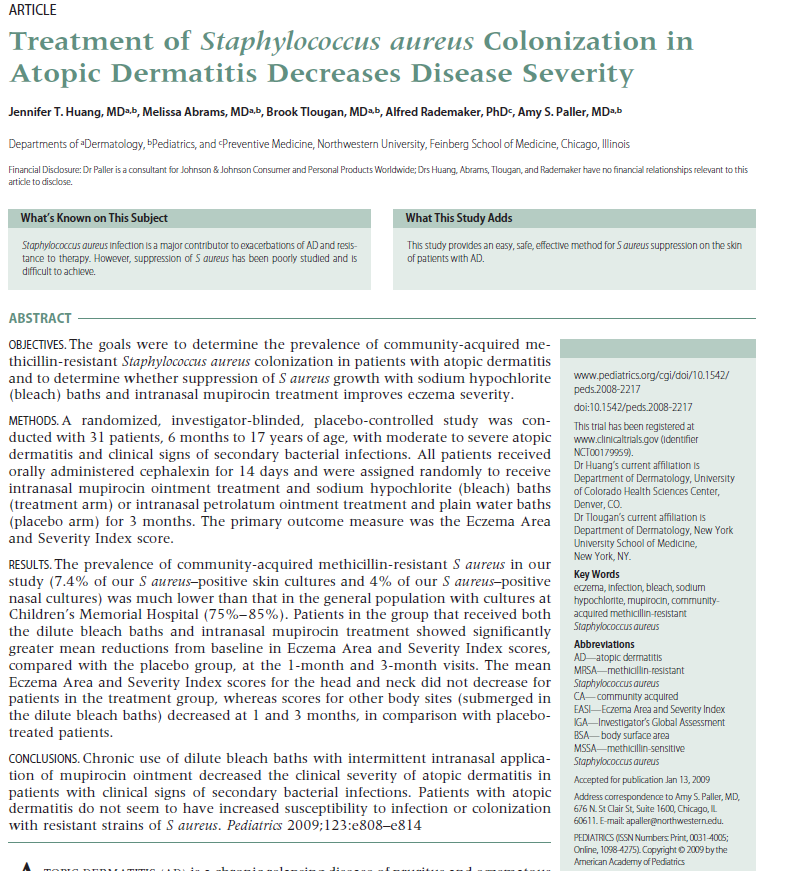 ARTICLE
Treatment of Staphylococcus aureus Colonization in
Atopic Dermatitis Decreases Disease Severity
Jennifer T. Huang, MDa,b, Melissa Abrams, MDa,b, Brook Tlougan, MDa,b, Alfred Rademaker, PhDc, Amy S. Paller, MDa,b
Departments of aDermatology, bPediatrics, and cPreventive Medicine, Northwestern University, Feinberg School of Medicine, Chicago, Illinois
Financial Disclosure: Dr Paller is a consultant for Johnson & Johnson Consumer and Personal Products Worldwide; Drs Huang, Abrams, Tlougan, and Rademaker have no financial relationships relevant to this
article to disclose.
What's Known on This Subject
Staphylococcus aureus infection is a major contributor to exacerbations of AD and resis-
tance to therapy. However, suppression of S aureus has been poorly studied and is
difficult to achieve.
What This Study Adds
This study provides an easy, safe, effective method for S aureus suppression on the skin
of patients with AD.
ABSTRACT
OBJECTIVES. The goals were to determine the prevalence of community-acquired me-
thicillin-resistant Staphylococcus aureus colonization in patients with atopic dermatitis
and to determine whether suppression of S aureus growth with sodium hypochlorite
(bleach) baths and intranasal mupirocin treatment improves eczema severity.
METHODS. A randomized, investigator-blinded, placebo-controlled study was con-
ducted with 31 patients, 6 months to 17 years of age, with moderate to severe atopic
dermatitis and clinical signs of secondary bacterial infections. All patients received
orally administered cephalexin for 14 days and were assigned randomly to receive
intranasal mupirocin ointment treatment and sodium hypochlorite (bleach) baths
(treatment arm) or intranasal petrolatum ointment treatment and plain water baths
(placebo arm) for 3 months. The primary outcome measure was the Eczema Area
and Severity Index score.
RESULTS. The prevalence of community-acquired methicillin-resistant S aureus in our
study (7.4% of our S aureus–positive skin cultures and 4% of our S aureus–positive
nasal cultures) was much lower than that in the general population with cultures at
Children's Memorial Hospital (75%–85%). Patients in the group that received both
the dilute bleach baths and intranasal mupirocin treatment showed significantly
greater mean reductions from baseline in Eczema Area and Severity Index scores,
compared with the placebo group, at the 1-month and 3-month visits. The mean
Eczema Area and Severity Index scores for the head and neck did not decrease for
patients in the treatment group, whereas scores for other body sites (submerged in
the dilute bleach baths) decreased at 1 and 3 months, in comparison with placebo-
treated patients.
CONCLUSIONS. Chronic use of dilute bleach baths with intermittent intranasal applica-
tion of mupirocin ointment decreased the clinical severity of atopic dermatitis in
patients with clinical signs of secondary bacterial infections. Patients with atopic
dermatitis do not seem to have increased susceptibility to infection or colonization
with resistant strains of S aureus. Pediatrics 2009;123:e808–e814
www.pediatrics.org/cgi/doi/10.1542/
peds.2008-2217
doi:10.1542/peds.2008-2217
This trial has been registered at
www.clinicaltrials.gov (identifier
NCT00179959).
Dr Huang's current affiliation is
Department of Dermatology, University
of Colorado Health Sciences Center,
Denver, CO.
Dr Tlougan's current affiliation is
Department of Dermatology, New York
University School of Medicine,
New York, NY.
Key Words
eczema, infection, bleach, sodium
hypochlorite, mupirocin, community-
acquired methicillin-resistant
Staphylococcus aureus
Abbreviations
AD—atopic dermatitis
MRSA—methicillin-resistant
Staphylococcus aureus
CA—community acquired
EASI—Eczema Area and Severity Index
IGA—Investigator's Global Assessment
BSA—body surface area
MSSA—methicillin-sensitive
Staphylococcus aureus
Accepted for publication Jan 13, 2009
Address correspondence to Amy S. Paller, MD,
676 N. St Clair St, Suite 1600, Chicago, IL
60611. E-mail: apaller@northwestern.edu.
PEDIATRICS (ISSN Numbers: Print, 0031-4005;
Online, 1098-4275). Copyright © 2009 by the
American Academy of Pediatrics